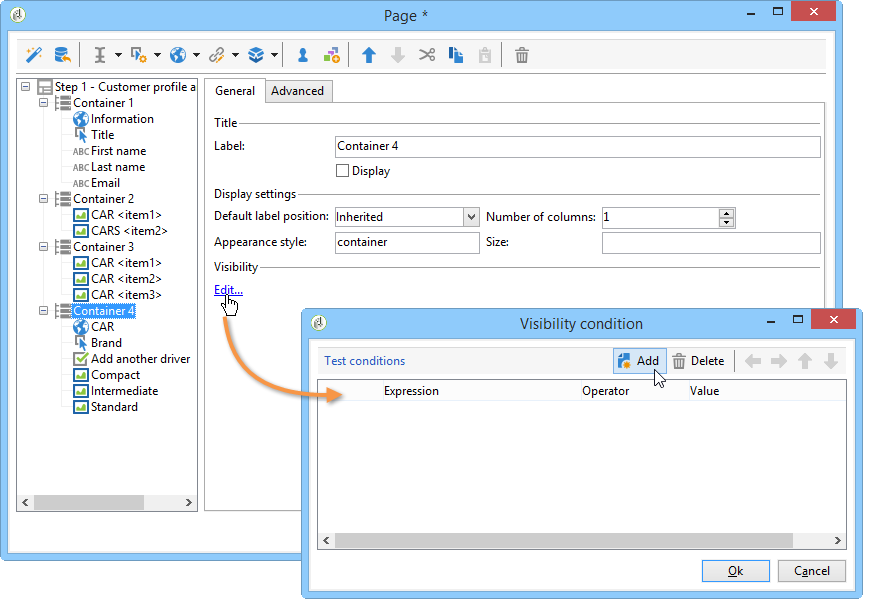 Page *
Step 1 - Customer profile a
Container 1
Information
Title
ABC First name
ABC Last name
ABC Email
Container 2
CAR <item1>
CARS <item2>
Container 3
CAR <item1>
CAR <item2>
CAR <item3>
Container 4
CAR
Brand
Add another driver
Compact
Intermediate
Standard
General Advanced
Title
Label: Container 4
Display
Display settings
Default label position: Inherited Number of columns: 1
Appearance style: container Size:
Visibility
Edit...
Visibility condition
Test conditions Add Delete
Expression Operator Value
Ok Cancel